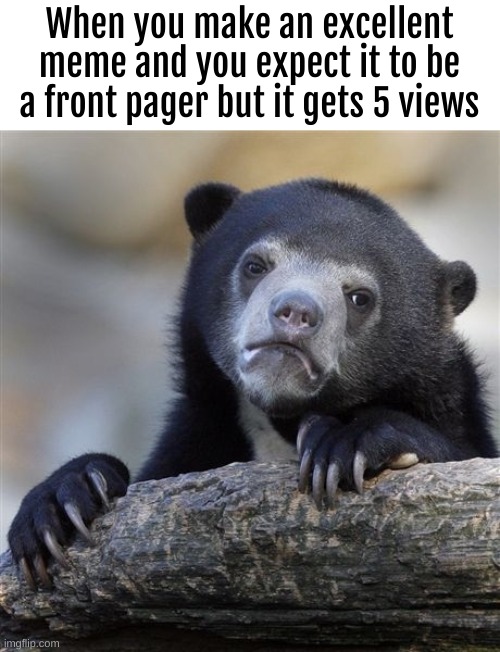 When you make an excellent
meme and you expect it to be
a front pager but it gets 5 views
imgflip.com